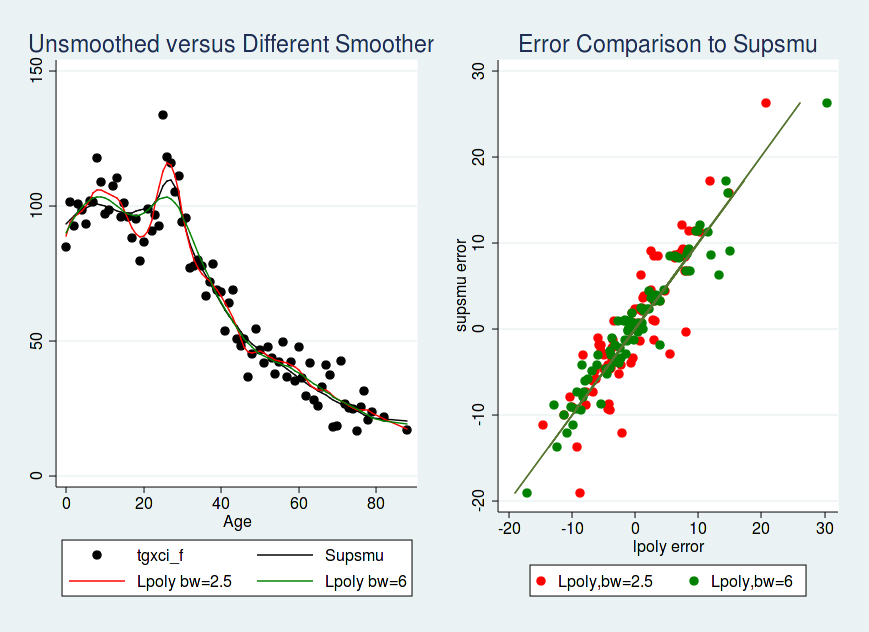 Unsmoothed versus Different Smoother
150
100
50
0
0 20 40 60 80
Age
tgxci_f Supsmu
Lpoly bw=2.5 Lpoly bw=6
Error Comparison to Supsmu
supsmu error
30
20
10
0
-10
-20
-20 -10 0 10 20 30
lpoly error
Lpoly,bw=2.5 Lpoly,bw=6